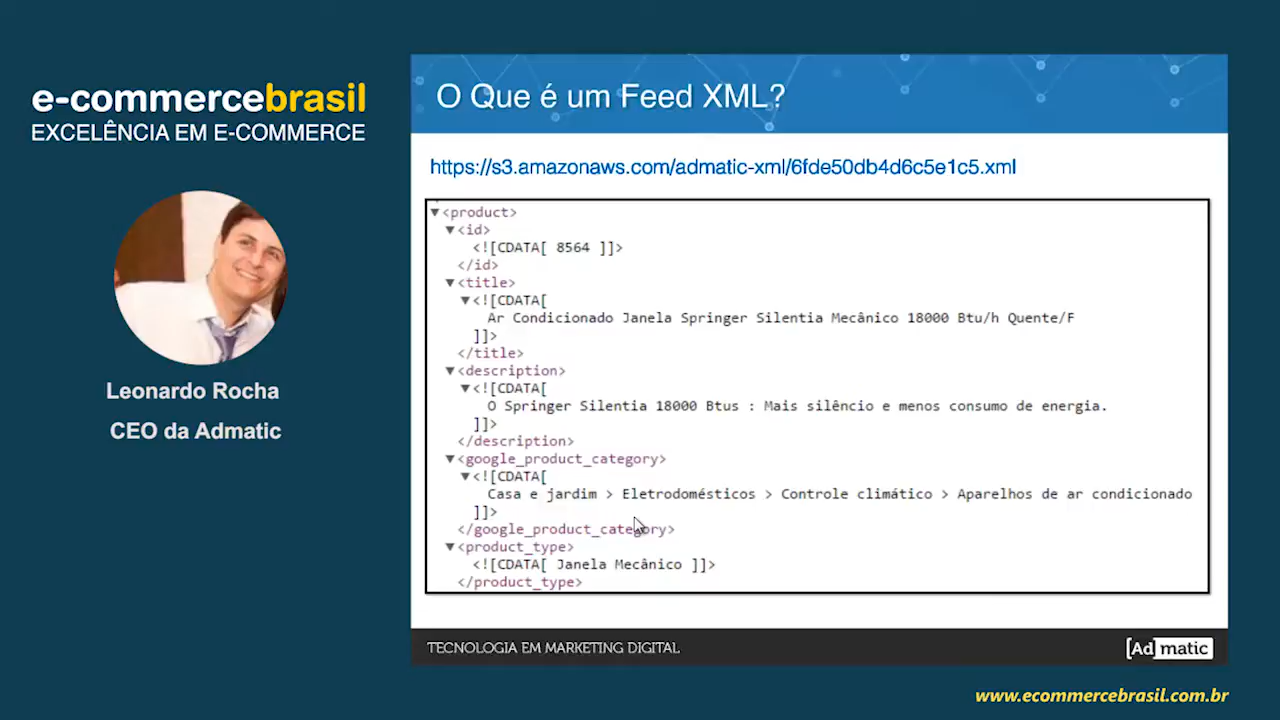 e-commercebrasil
EXCELÊNCIA EM E-COMMERCE
Leonardo Rocha
CEO da Admatic
O Que é um Feed XML?
https://s3.amazonaws.com/admatic-xml/6fde50db4d6c5e1c5.xml
▼<product>
▼<id>
<![CDATA[ 8564 ]]>
</id>
▼<title>
▼<![CDATA[
Ar Condicionado Janela Springer Silentia Mecânico 18000 Btu/h Quente/F
]]>
</title>
▼<description>
▼<![CDATA[
O Springer Silentia 18000 Btus : Mais silêncio e menos consumo de energia.
]]>
</description>
▼<google_product_category>
▼<![CDATA[
Casa e jardim > Eletrodomésticos > Controle climático > Aparelhos de ar condicionado
]]>
</google_product_category>
▼<product_type>
<![CDATA[ Janela Mecânico ]]>
</product_type>
TECNOLOGIA EM MARKETING DIGITAL
[Ad]matic
www.ecommercebrasil.com.br